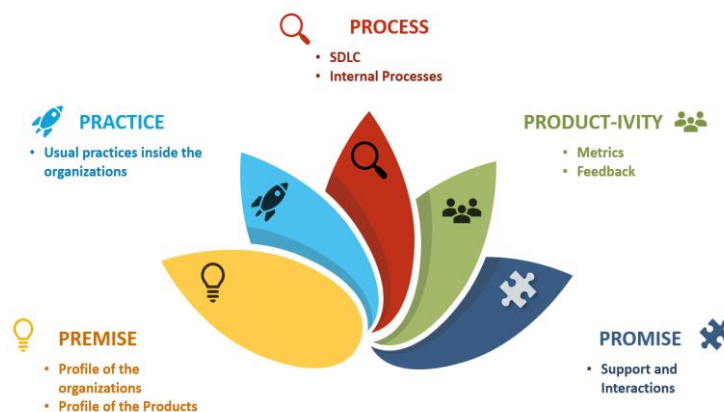 PROCESS
• SDLC
• Internal Processes
PRACTICE
• Usual practices inside the
organizations
PRODUCT-IVITY
• Metrics
• Feedback
PREMISE
• Profile of the
organizations
• Profile of the Products
PROMISE
• Support and
Interactions